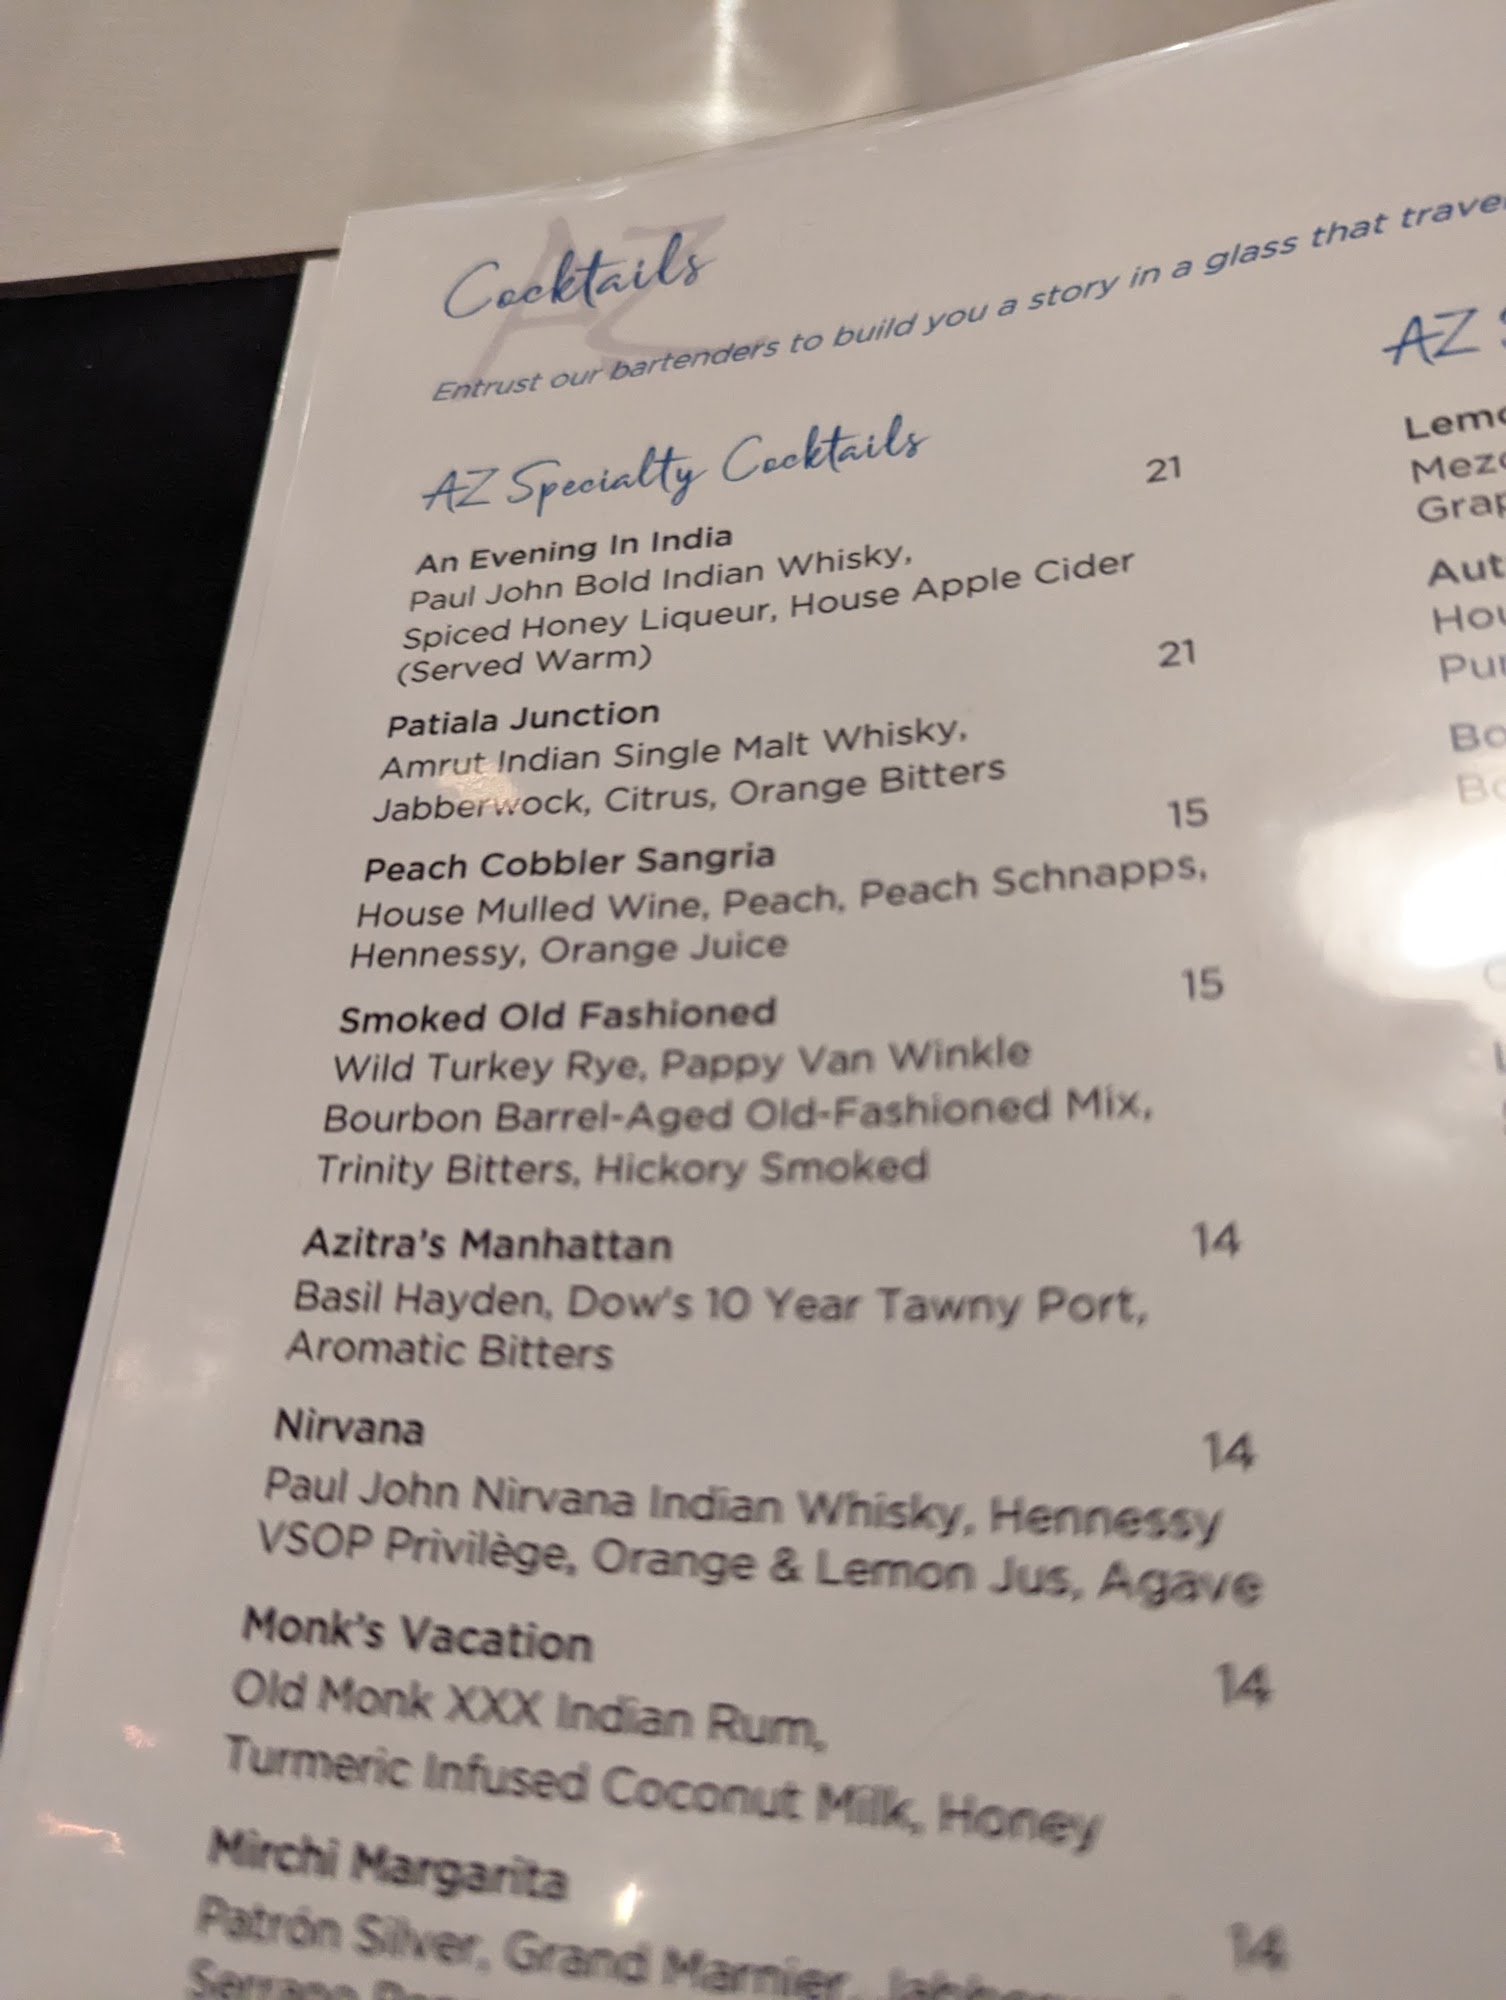 AZ
Cocktails
Entrust our bartenders to build you a story in a glass that
AZ Specialty Cocktails
An Evening In India 21
Paul John Bold Indian Whisky,
Spiced Honey Liqueur, House Apple Cider
(Served Warm)
Patiala Junction 21
Amrut Indian Single Malt Whisky,
Jabberwock, Citrus, Orange Bitters
Peach Cobbler Sangria 15
House Mulled Wine, Peach, Peach Schnapps,
Hennessy, Orange Juice
Smoked Old Fashioned 15
Wild Turkey Rye, Pappy Van Winkle
Bourbon Barrel-Aged Old-Fashioned Mix,
Trinity Bitters, Hickory Smoked
Azitra's Manhattan 14
Basil Hayden, Dow's 10 Year Tawny Port,
Aromatic Bitters
Nirvana 14
Paul John Nirvana Indian Whisky, Hennessy
VSOP Privilège, Orange & Lemon Jus, Agave
Monk's Vacation 14
Old Monk XXX Indian Rum,
Turmeric Infused Coconut Milk, Honey
Mirchi Margarita 14
Patrón Silver, Grand Marnier,
Serrano
AZ